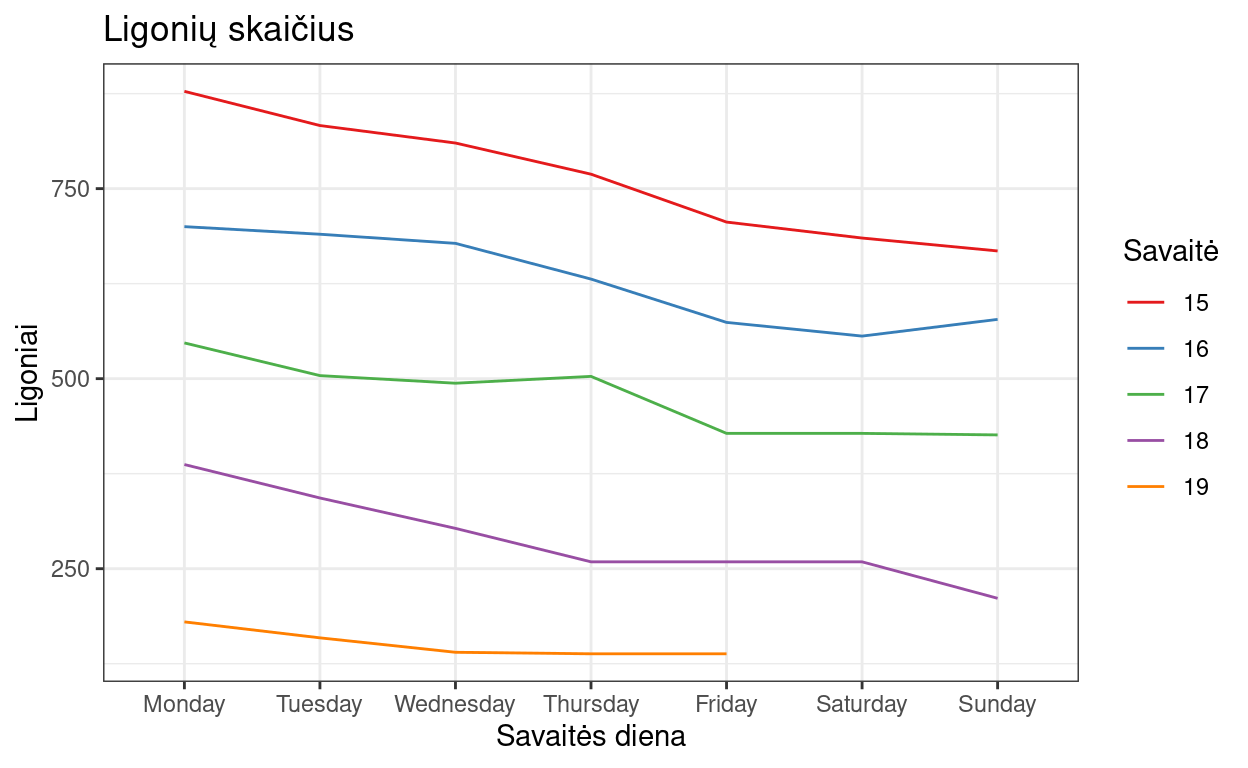 Ligonių skaičius
Ligoniai
750
500
250
Monday Tuesday Wednesday Thursday Friday Saturday Sunday
Savaitės diena
Savaitė
15
16
17
18
19